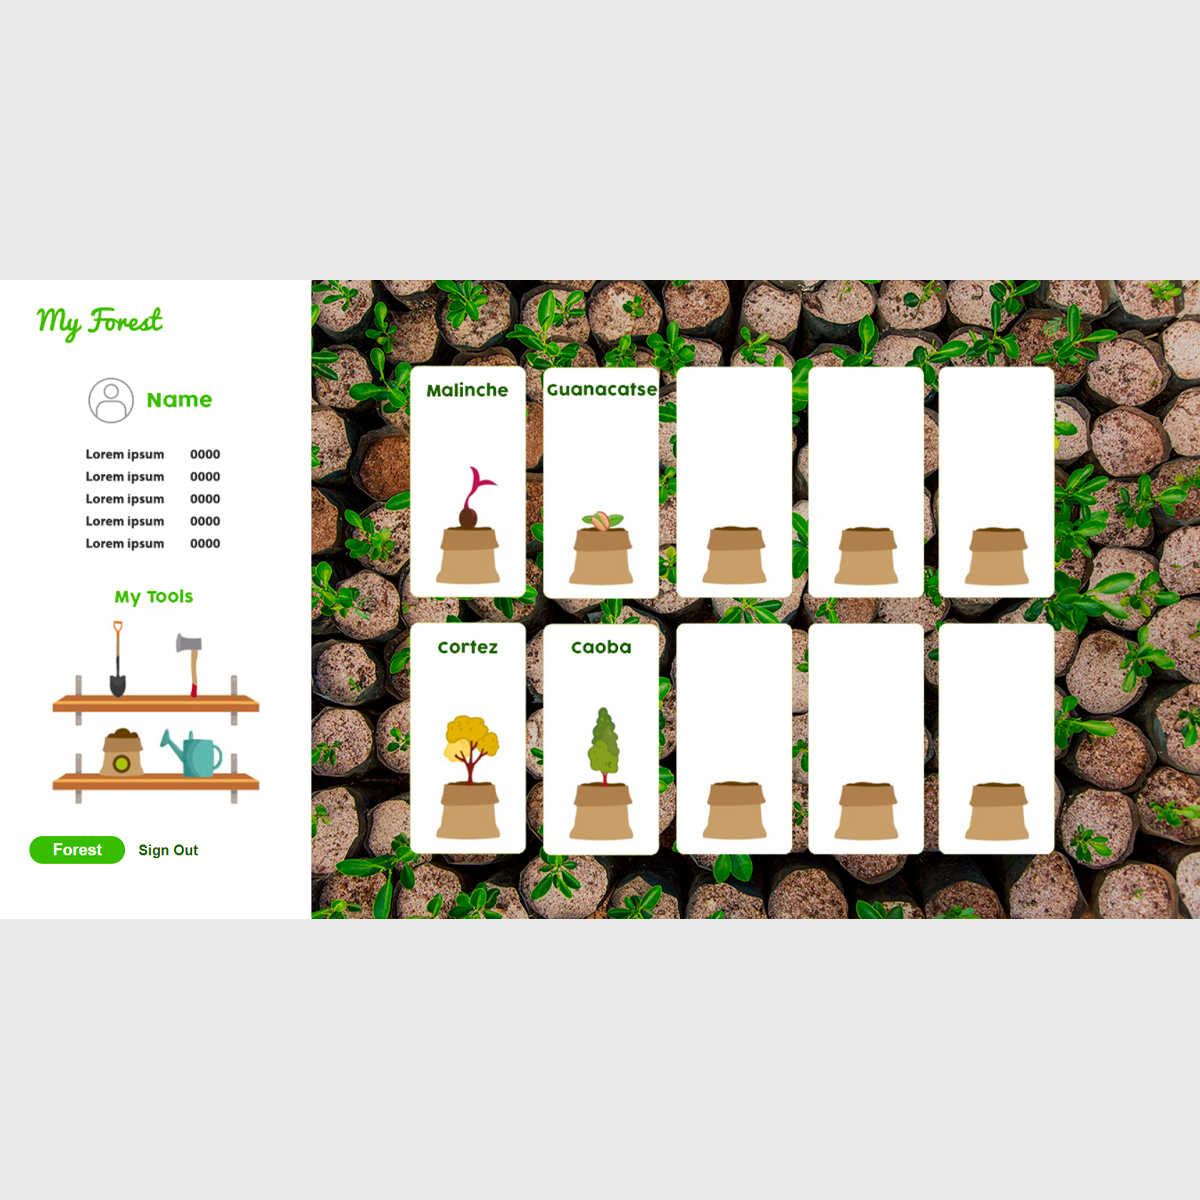 My Forest
Name
Lorem ipsum 0000
Lorem ipsum 0000
Lorem ipsum 0000
Lorem ipsum 0000
Lorem ipsum 0000
My Tools
Forest Sign Out
Malinche Guanacatse
Cortez Caoba